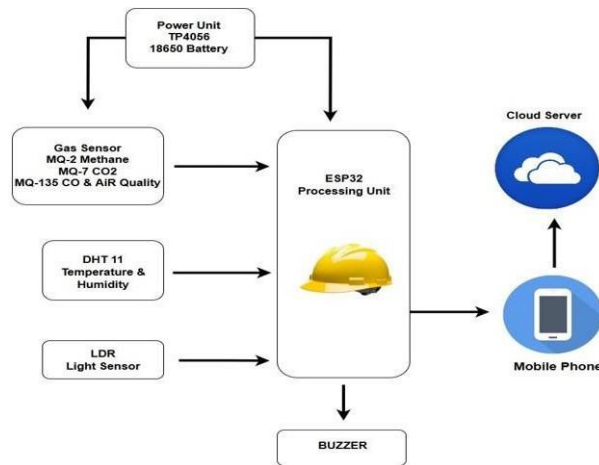 Power Unit
TP4056
18650 Battery
Cloud Server
Gas Sensor
MQ-2 Methane
MQ-7 CO2
MQ-135 CO & AiR Quality
ESP32
Processing Unit
DHT 11
Temperature &
Humidity
LDR
Light Sensor
Mobile Phone
BUZZER